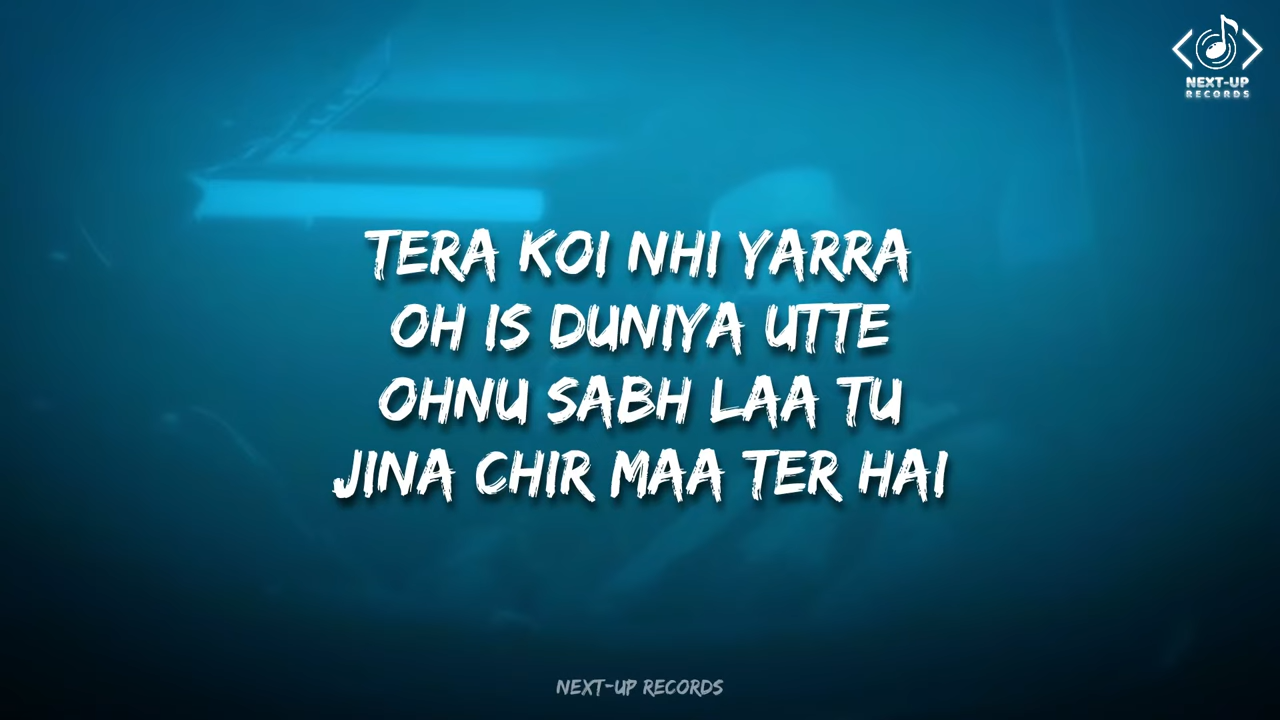 NEXT-UP
RECORDS
TERA KOI NHI YARRA
OH IS DUNIYA UTTE
OHNU SABH LAA TU
JINA CHIR MAA TER HAI
NEXT-UP RECORDS